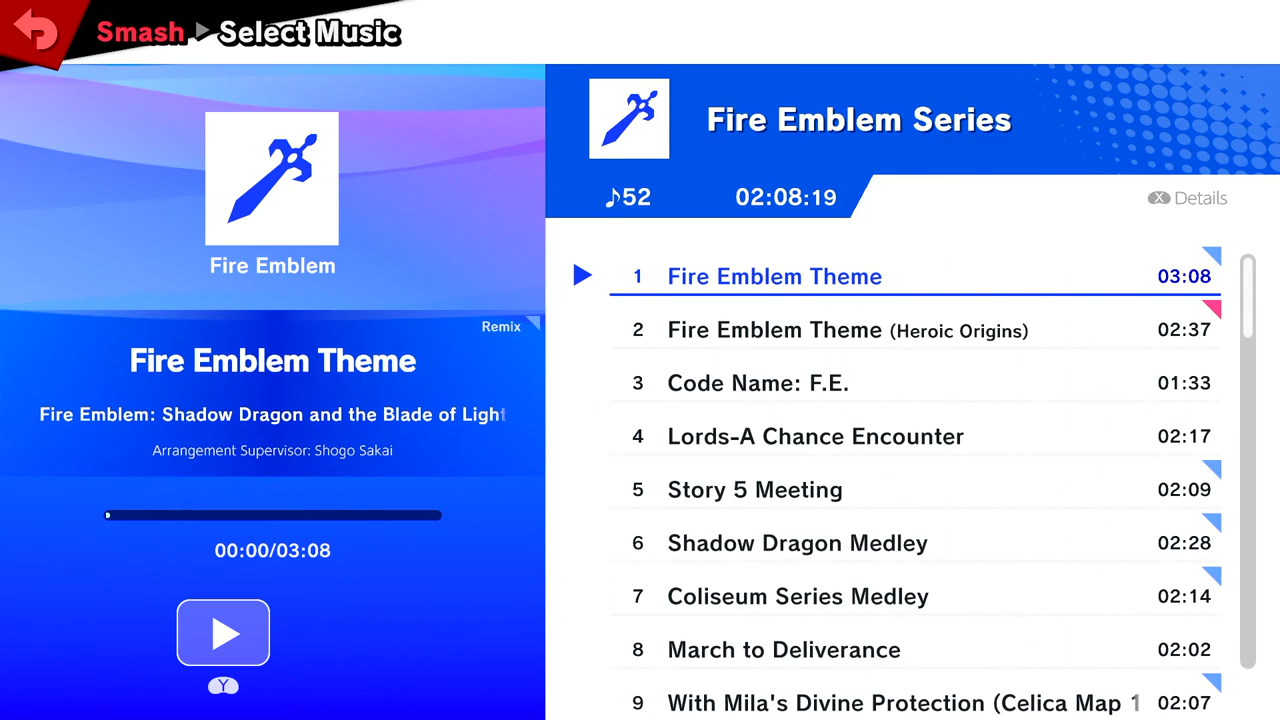 Smash ▶ Select Music
Fire Emblem
Remix
Fire Emblem Theme
Fire Emblem: Shadow Dragon and the Blade of Light
Arrangement Supervisor: Shogo Sakai
00:00/03:08
Y
Fire Emblem Series
♪52 02:08:19
X Details
1 Fire Emblem Theme 03:08
2 Fire Emblem Theme (Heroic Origins) 02:37
3 Code Name: F.E. 01:33
4 Lords-A Chance Encounter 02:17
5 Story 5 Meeting 02:09
6 Shadow Dragon Medley 02:28
7 Coliseum Series Medley 02:14
8 March to Deliverance 02:02
9 With Mila's Divine Protection (Celica Map 1 02:07